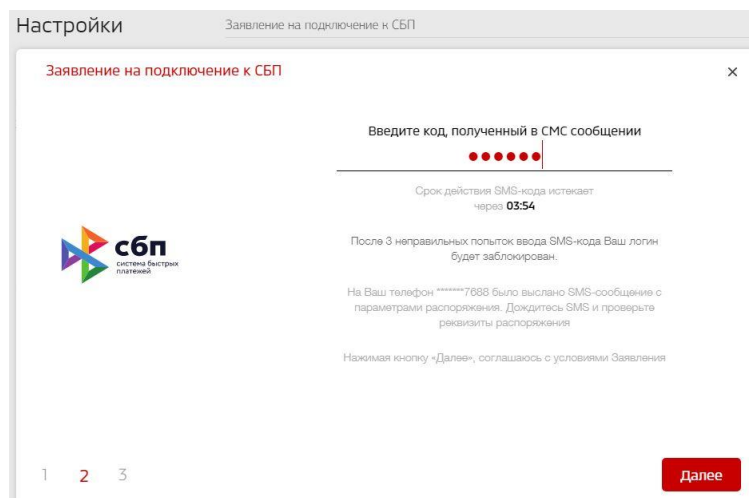 Настройки
Заявление на подключение к СБП
Заявление на подключение к СБП
×
Введите код, полученный в СМС сообщении
●●●●●●
Срок действия SMS-кода истекает
через 03:54
После 3 неправильных попыток ввода SMS-кода Ваш логин
будет заблокирован.
На Ваш телефон *******7688 было выслано SMS-сообщение с
параметрами распоряжения. Дождитесь SMS и проверьте
реквизиты распоряжения
Нажимая кнопку «Далее», соглашаюсь с условиями Заявления
сбп
система быстрых
платежей
1 2 3
Далее